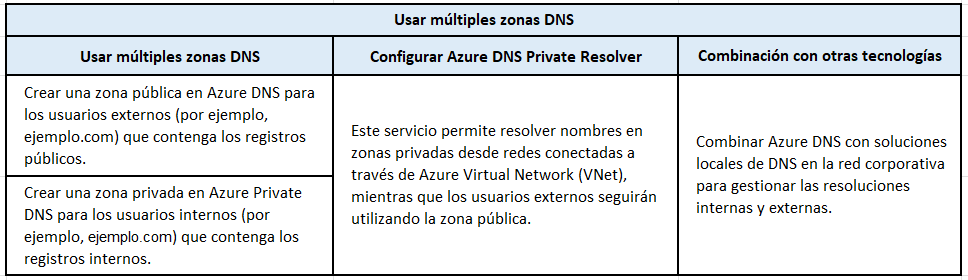 Usar múltiples zonas DNS
Usar múltiples zonas DNS
Configurar Azure DNS Private Resolver
Combinación con otras tecnologías
Crear una zona pública en Azure DNS para
los usuarios externos (por ejemplo,
ejemplo.com) que contenga los registros
públicos.
Crear una zona privada en Azure Private
DNS para los usuarios internos (por
ejemplo, ejemplo.com) que contenga los
registros internos.
Este servicio permite resolver nombres en
zonas privadas desde redes conectadas a
través de Azure Virtual Network (VNet),
mientras que los usuarios externos seguirán
utilizando la zona pública.
Combinar Azure DNS con soluciones
locales de DNS en la red corporativa
para gestionar las resoluciones
internas y externas.